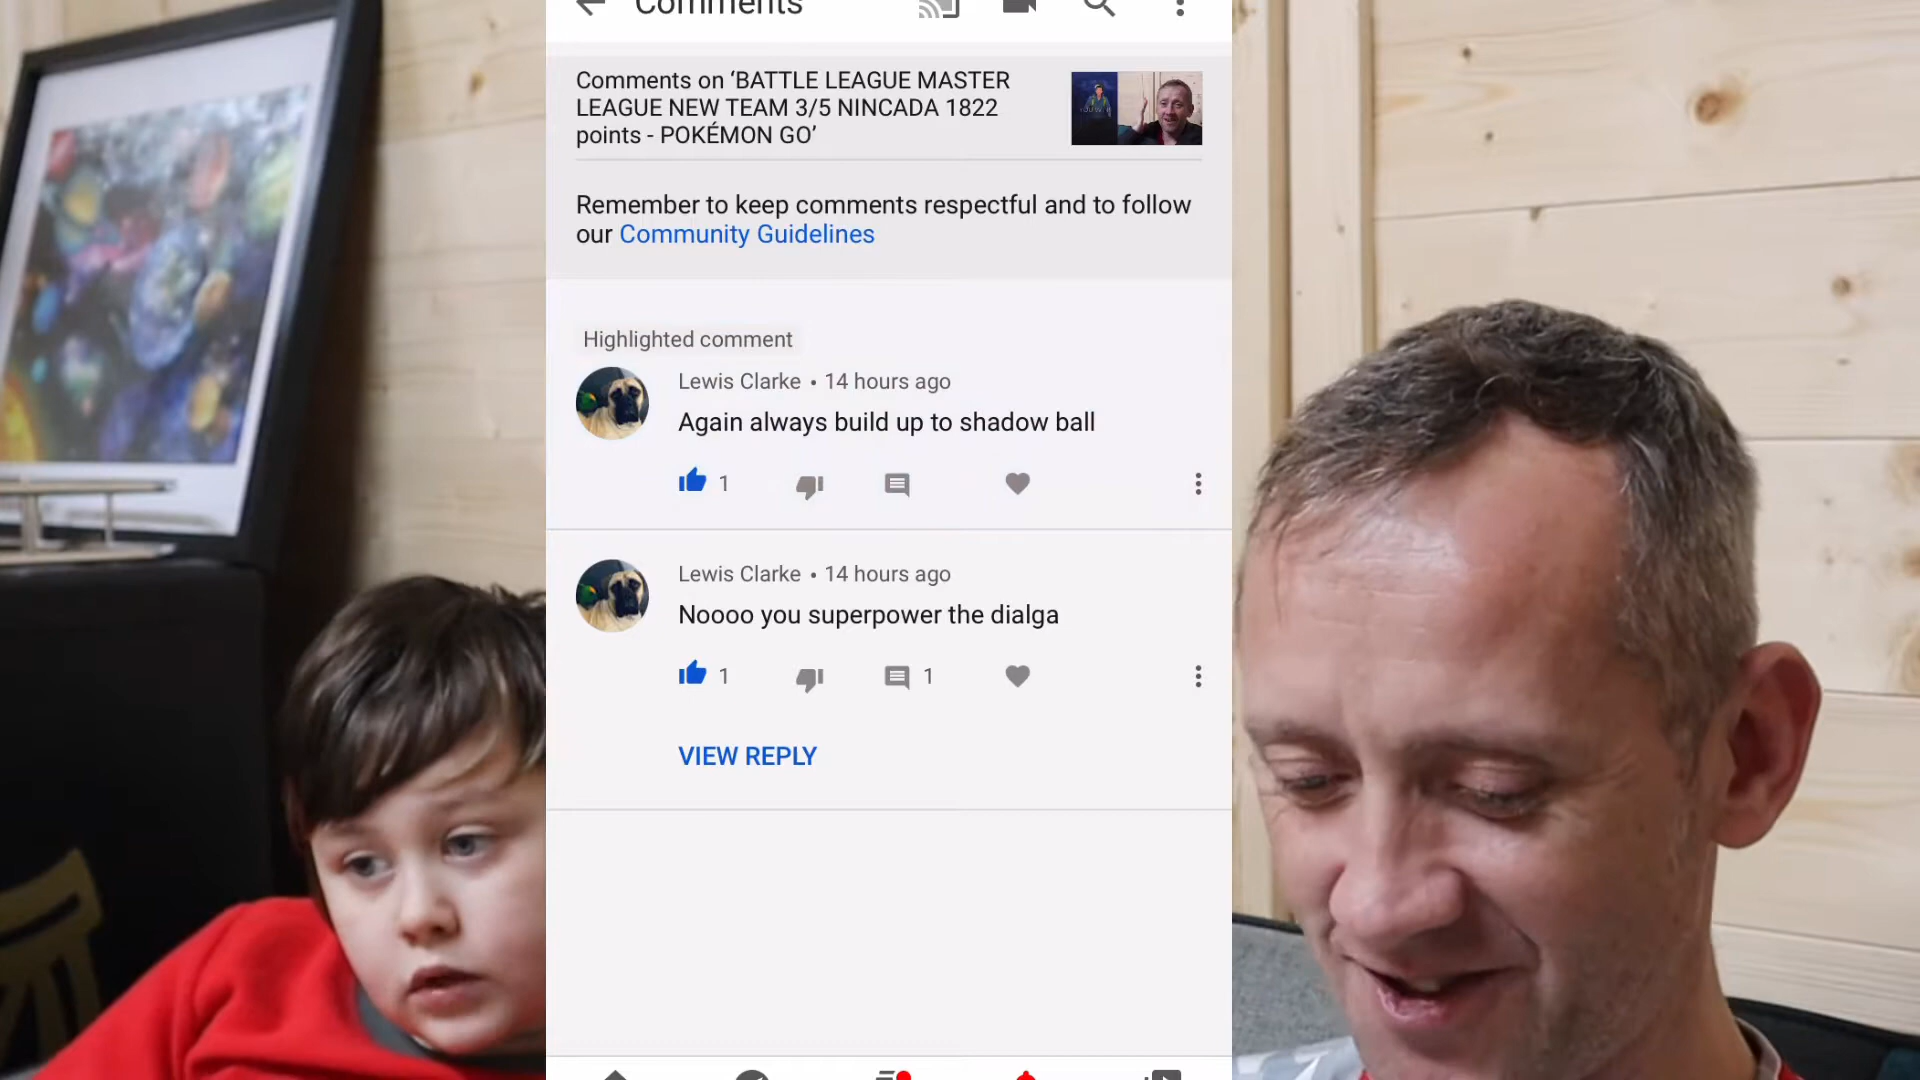 Comments
Comments on ‘BATTLE LEAGUE MASTER
LEAGUE NEW TEAM 3/5 NINCADA 1822
points - POKÉMON GO’
Remember to keep comments respectful and to follow
our Community Guidelines
Highlighted comment
Lewis Clarke • 14 hours ago
Again always build up to shadow ball
1
Lewis Clarke • 14 hours ago
Noooo you superpower the dialga
1 1
VIEW REPLY